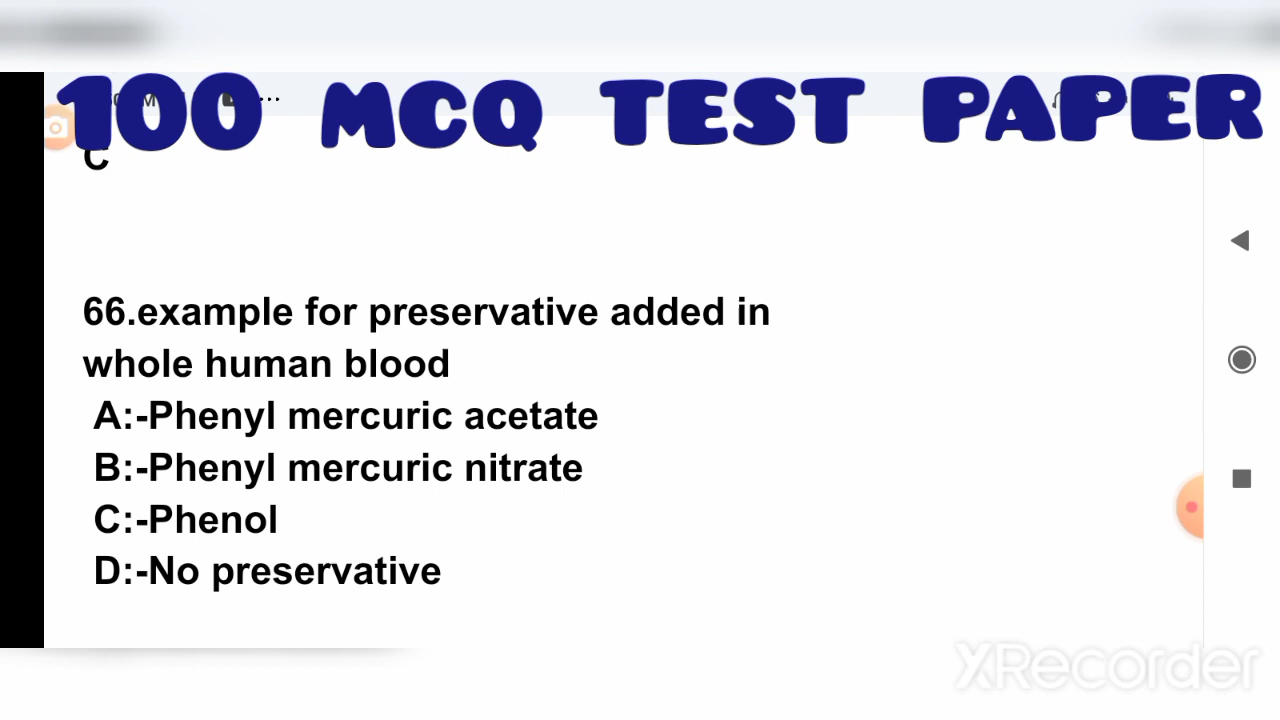 100 MCQ TEST PAPER
C
66.example for preservative added in
whole human blood
A:-Phenyl mercuric acetate
B:-Phenyl mercuric nitrate
C:-Phenol
D:-No preservative
XRecorder